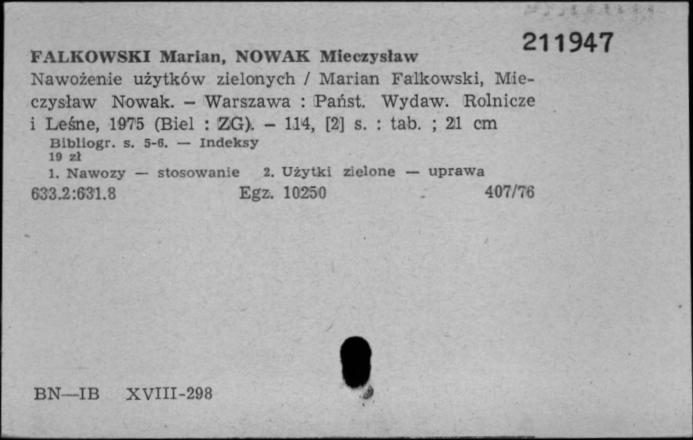 211947
FALKOWSKI Marian, NOWAK Mieczysław
Nawożenie użytków zielonych / Marian Falkowski, Mie-
czysław Nowak. — Warszawa : Państ. Wydaw. Rolnicze
i Leśne, 1975 (Biel : ZG). — 114, [2] s. : tab. ; 21 cm
Bibliogr. s. 5-6. — Indeksy
19 zł
1. Nawozy — stosowanie 2. Użytki zielone — uprawa
633.2:631.8 Egz. 10250 407/76
BN—IB XVIII-298